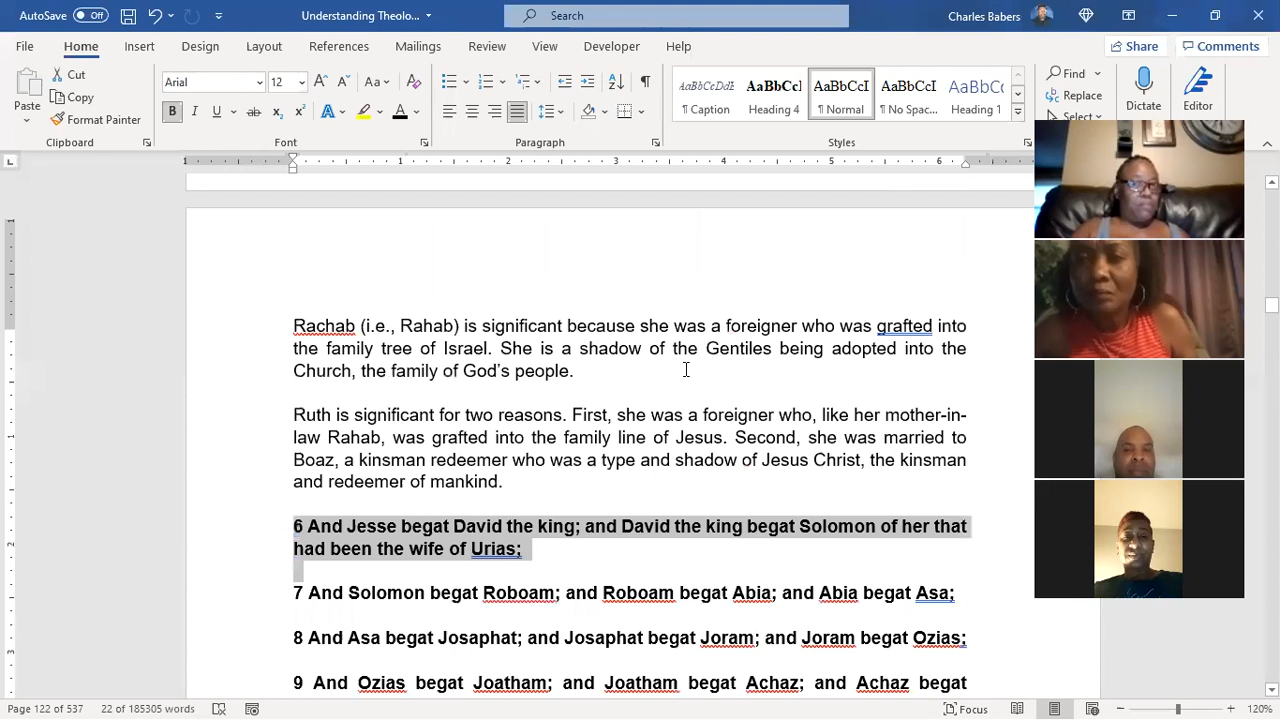 AutoSave Off Understanding Theolo... Search Charles Babers
File Home Insert Design Layout References Mailings Review View Developer Help Share Comments
Paste Cut Copy Format Painter Arial 12 AaBbCcDdE AaBbCcI AaBbCcI AaBbCcI AaBbCc Find Replace Select Dictate Editor
¶ Caption Heading 4 ¶ Normal ¶ No Spac... Heading 1
Clipboard Font Paragraph Styles
1 1 2 3 4 5 6
Rachab (i.e., Rahab) is significant because she was a foreigner who was grafted into
the family tree of Israel. She is a shadow of the Gentiles being adopted into the
Church, the family of God’s people.
Ruth is significant for two reasons. First, she was a foreigner who, like her mother-in-
law Rahab, was grafted into the family line of Jesus. Second, she was married to
Boaz, a kinsman redeemer who was a type and shadow of Jesus Christ, the kinsman
and redeemer of mankind.
6 And Jesse begat David the king; and David the king begat Solomon of her that
had been the wife of Urias;
7 And Solomon begat Roboam; and Roboam begat Abia; and Abia begat Asa;
8 And Asa begat Josaphat; and Josaphat begat Joram; and Joram begat Ozias;
9 And Ozias begat Joatham; and Joatham begat Achaz; and Achaz begat
Page 122 of 537 22 of 185305 words Focus 120%